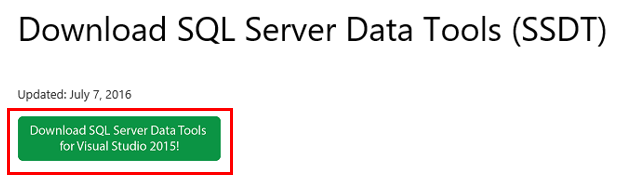 Download SQL Server Data Tools (SSDT)
Updated: July 7, 2016
Download SQL Server Data Tools
for Visual Studio 2015!